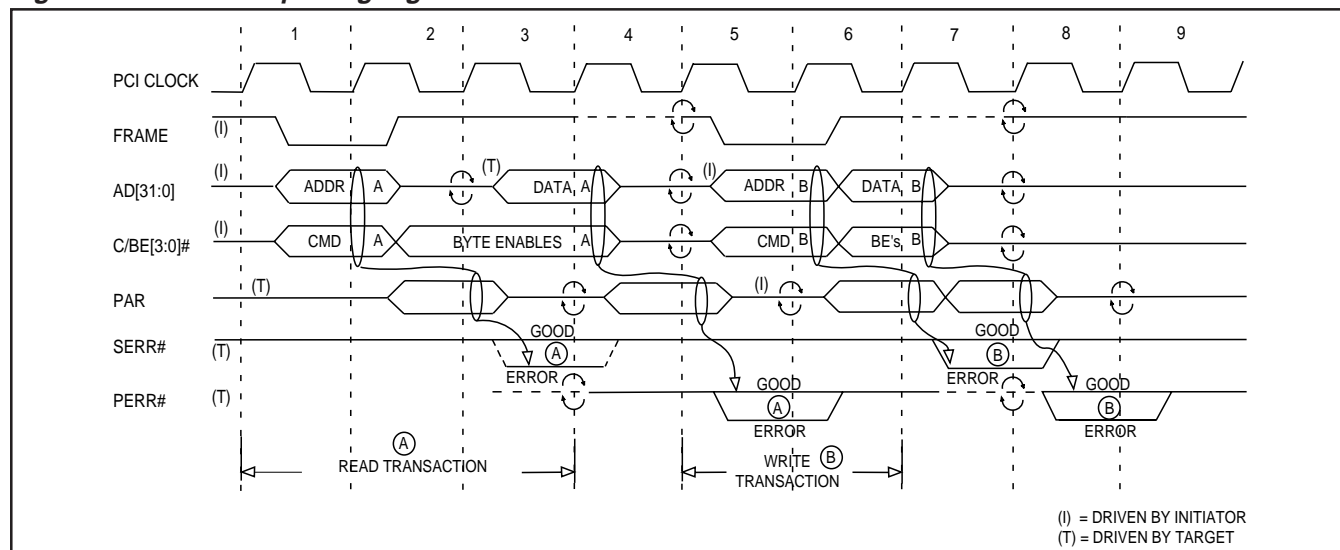 1 2 3 4 5 6 7 8 9
PCI CLOCK
FRAME (I)
AD[31:0] (I) ADDR A (T) DATA A (I) ADDR B DATA B
C/BE[3:0]# (I) CMD A BYTE ENABLES A CMD B BE's B
PAR (T) (I)
SERR# (T) GOOD A ERROR GOOD B ERROR
PERR# (T) GOOD A ERROR GOOD B ERROR
A
READ TRANSACTION
WRITE B
TRANSACTION
(I) = DRIVEN BY INITIATOR
(T) = DRIVEN BY TARGET